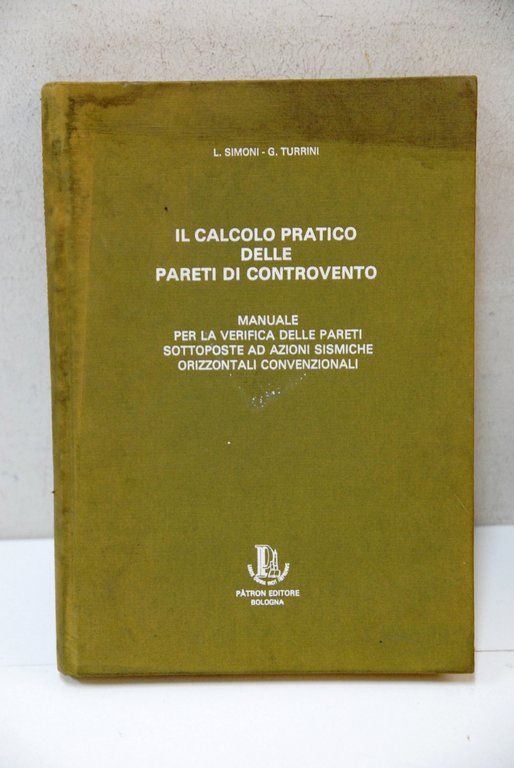 L. SIMONI - G. TURRINI
IL CALCOLO PRATICO
DELLE
PARETI DI CONTROVENTO
MANUALE
PER LA VERIFICA DELLE PARETI
SOTTOPOSTE AD AZIONI SISMICHE
ORIZZONTALI CONVENZIONALI
PÀTRON EDITORE
BOLOGNA